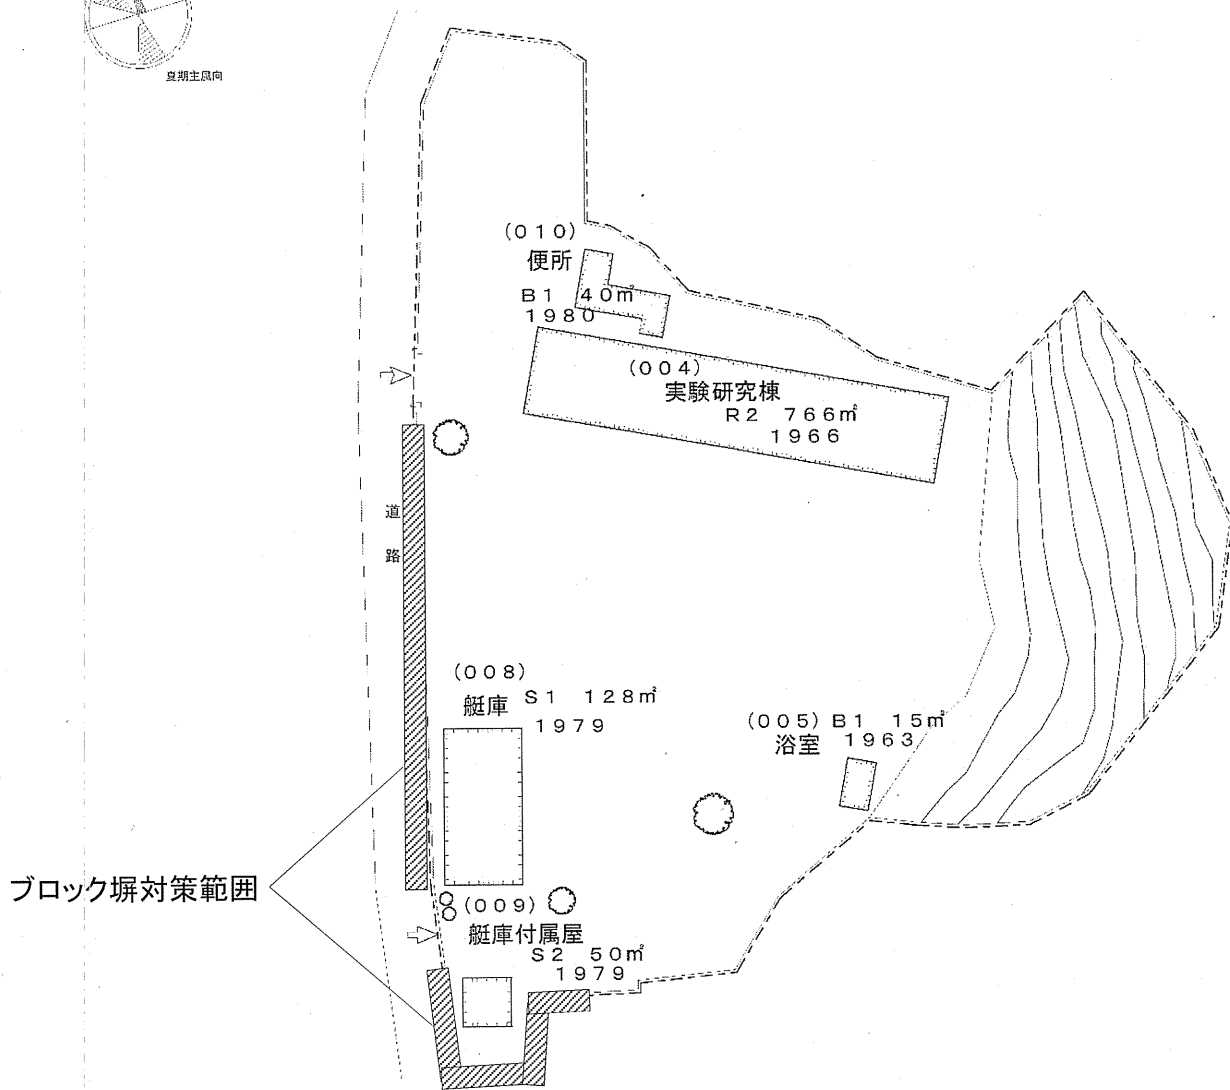 夏期主風向
(010)
便所
B1 40㎡
1980
(004)
実験研究棟
R2 766㎡
1966
道
路
(008)
艇庫 S1 128㎡
1979
(005) B1 15㎡
浴室 1963
ブロック塀対策範囲
(009)
艇庫付属屋
S2 50㎡
1979